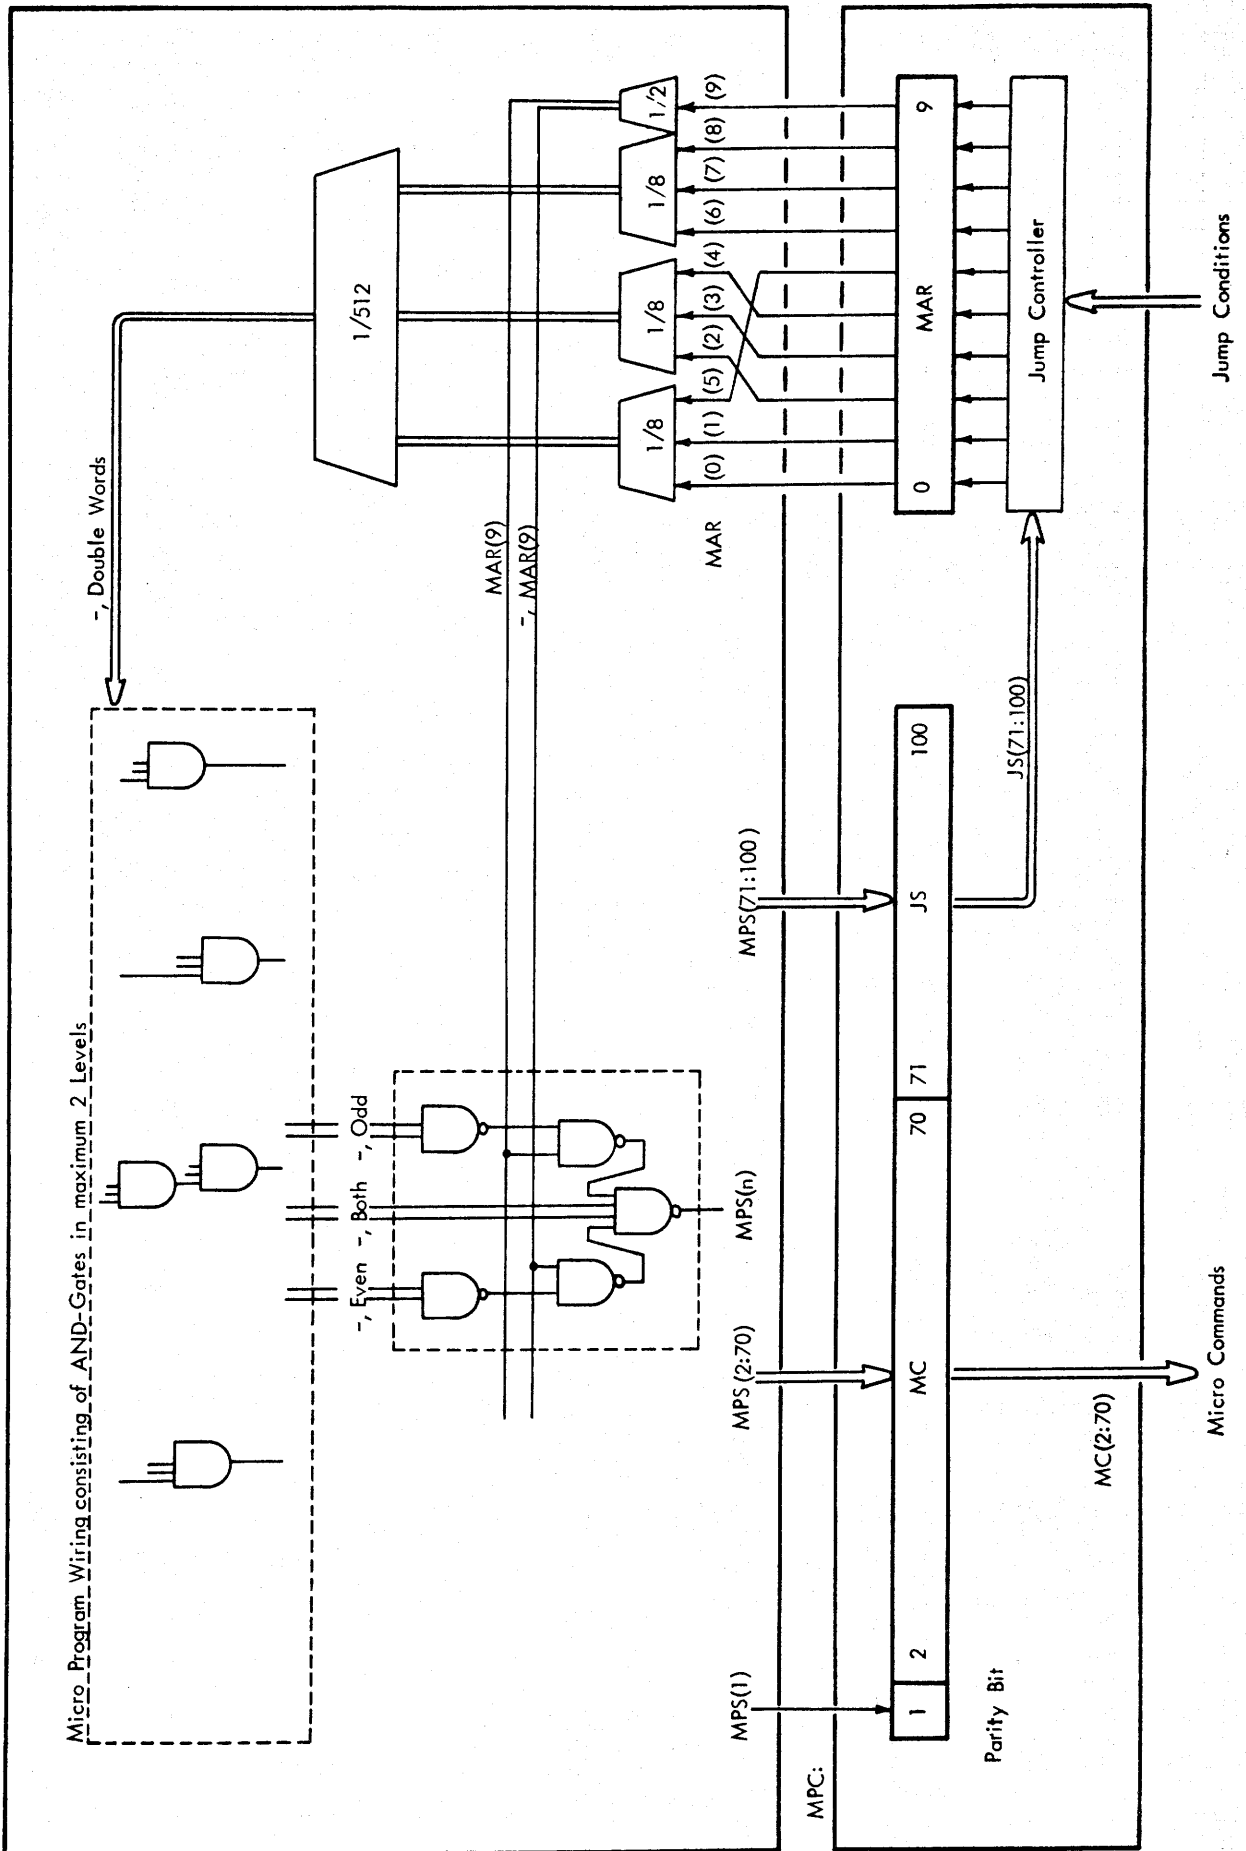 Micro Program Wiring consisting of AND-Gates in maximum 2 Levels
-, Double Words
1/512
-, Even
-, Both
-, Odd
MAR(9)
-, MAR(9)
1/8
1/8
1/8
1/2
(0)
(1)
(5)
(2)
(3)
(4)
(6)
(7)
(8)
(9)
MAR
MPS(1)
MPS (2:70)
MPS(n)
MPS(71:100)
MPC:
1
2
MC
70
71
JS
100
0
MAR
9
Parity Bit
JS(71:100)
Jump Controller
MC(2:70)
Micro Commands
Jump Conditions